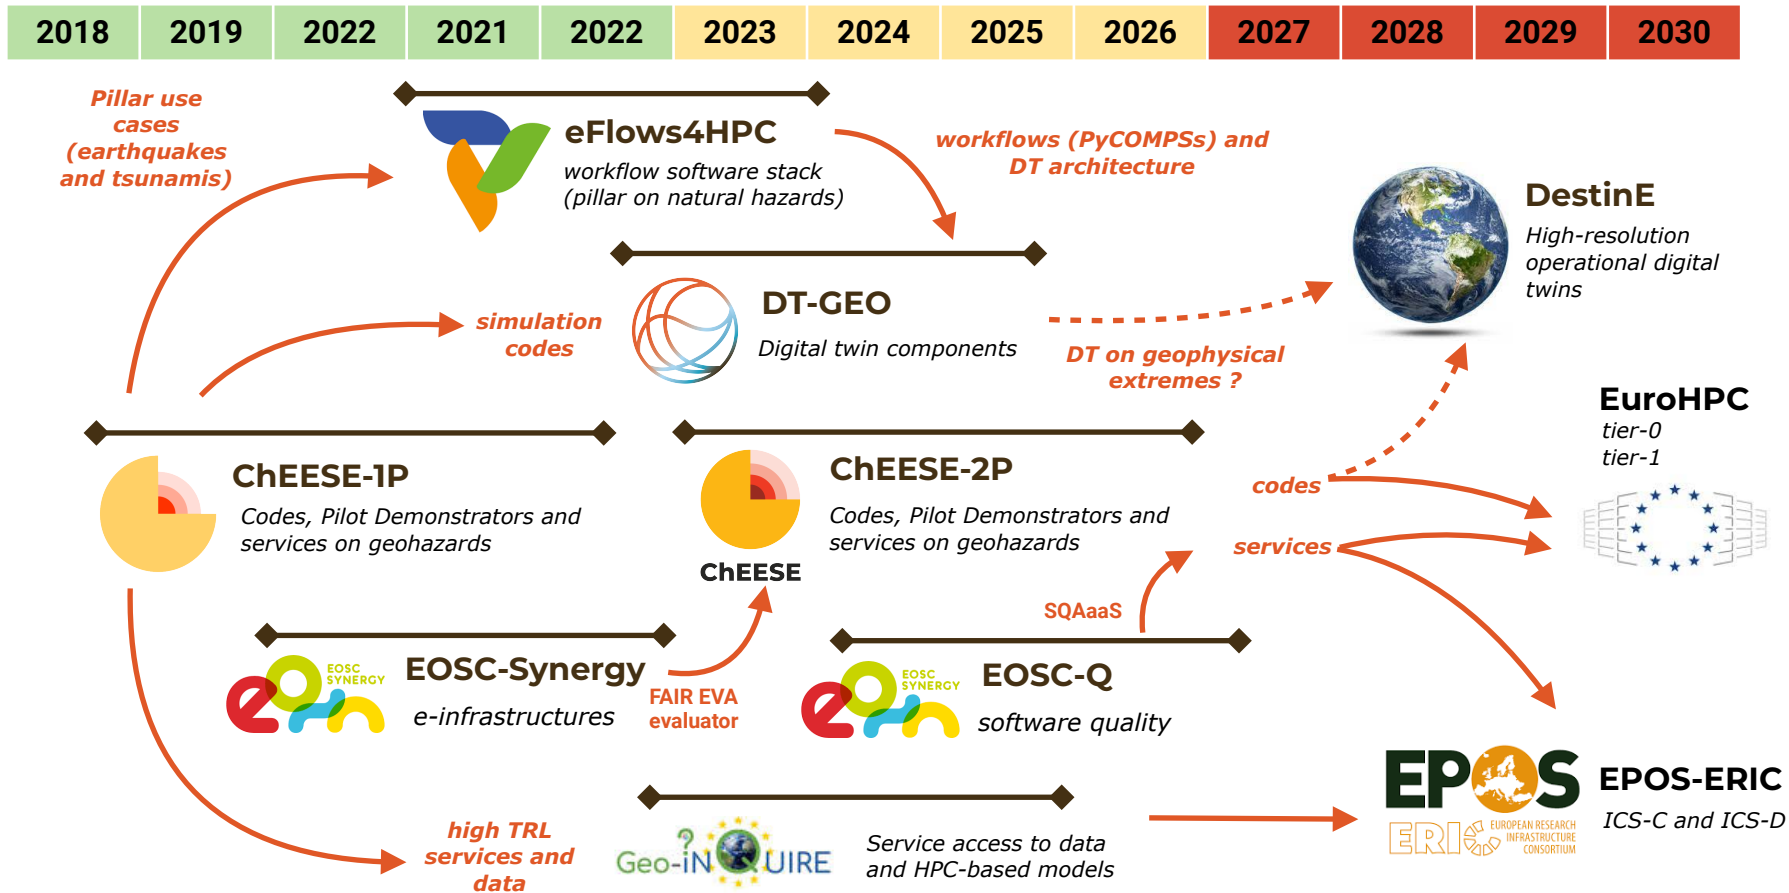 2018 2019 2022 2021 2022 2023 2024 2025 2026 2027 2028 2029 2030
Pillar use
cases
(earthquakes
and tsunamis)
eFlows4HPC
workflow software stack
(pillar on natural hazards)
workflows (PyCOMPSs) and
DT architecture
DestinE
High-resolution
operational digital
twins
simulation
codes
DT-GEO
Digital twin components
DT on geophysical
extremes ?
EuroHPC
tier-0
tier-1
ChEESE-1P
Codes, Pilot Demonstrators and
services on geohazards
ChEESE
ChEESE-2P
Codes, Pilot Demonstrators and
services on geohazards
codes
services
SQAaaS
EOSC
SYNERGY
EOSC-Synergy
e-infrastructures
FAIR EVA
evaluator
EOSC
SYNERGY
EOSC-Q
software quality
high TRL
services and
data
Geo-iNQUIRE
?
Service access to data
and HPC-based models
EPOS
ERIC
EUROPEAN RESEARCH
INFRASTRUCTURE
CONSORTIUM
EPOS-ERIC
ICS-C and ICS-D